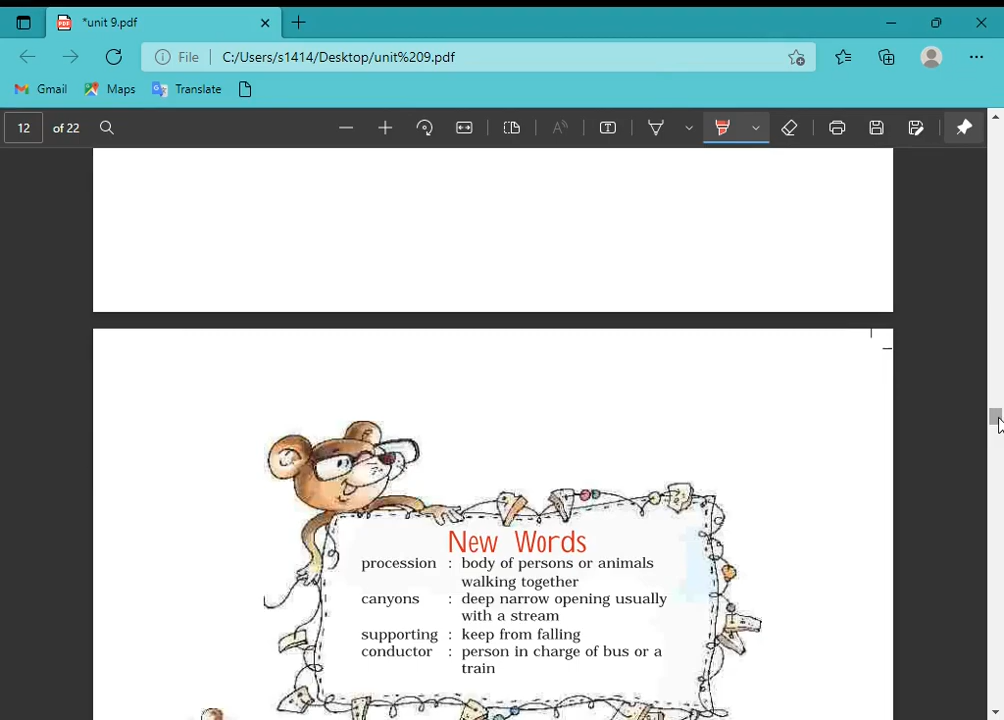 *unit 9.pdf
File C:/Users/s1414/Desktop/unit%209.pdf
Gmail Maps Translate
12 of 22
New Words
procession : body of persons or animals
walking together
canyons : deep narrow opening usually
with a stream
supporting : keep from falling
conductor : person in charge of bus or a
train